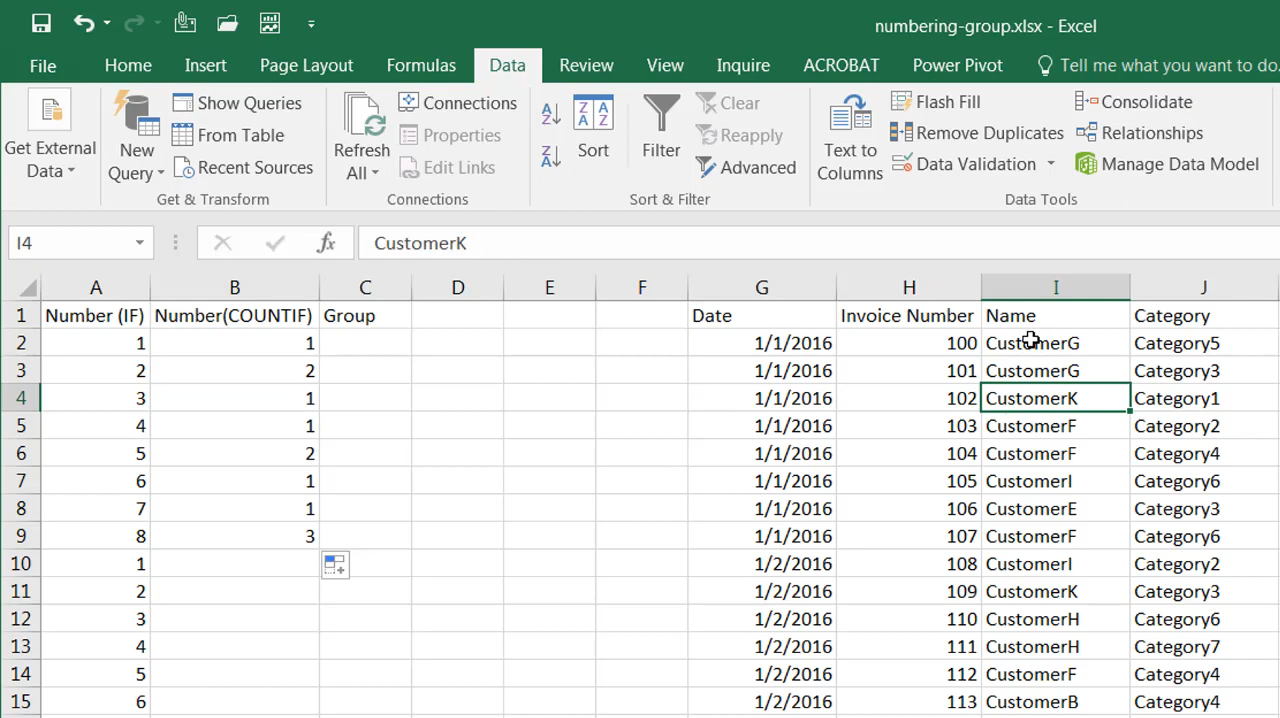 numbering-group.xlsx - Excel
File Home Insert Page Layout Formulas Data Review View Inquire ACROBAT Power Pivot Tell me what you want to do.
Get External Data
New Query
Show Queries
From Table
Recent Sources
Get & Transform
Refresh All
Connections
Properties
Edit Links
Connections
Sort
Filter
Clear
Reapply
Advanced
Sort & Filter
Text to Columns
Flash Fill
Remove Duplicates
Data Validation
Consolidate
Relationships
Manage Data Model
Data Tools
I4 fx CustomerK
A B C D E F G H I J
1 Number (IF) Number(COUNTIF) Group Date Invoice Number Name Category
2 1 1 1/1/2016 100 CustomerG Category5
3 2 2 1/1/2016 101 CustomerG Category3
4 3 1 1/1/2016 102 CustomerK Category1
5 4 1 1/1/2016 103 CustomerF Category2
6 5 2 1/1/2016 104 CustomerF Category4
7 6 1 1/1/2016 105 CustomerI Category6
8 7 1 1/1/2016 106 CustomerE Category3
9 8 3 1/1/2016 107 CustomerF Category6
10 1 1/2/2016 108 CustomerI Category2
11 2 1/2/2016 109 CustomerK Category3
12 3 1/2/2016 110 CustomerH Category6
13 4 1/2/2016 111 CustomerH Category7
14 5 1/2/2016 112 CustomerF Category4
15 6 1/2/2016 113 CustomerB Category4